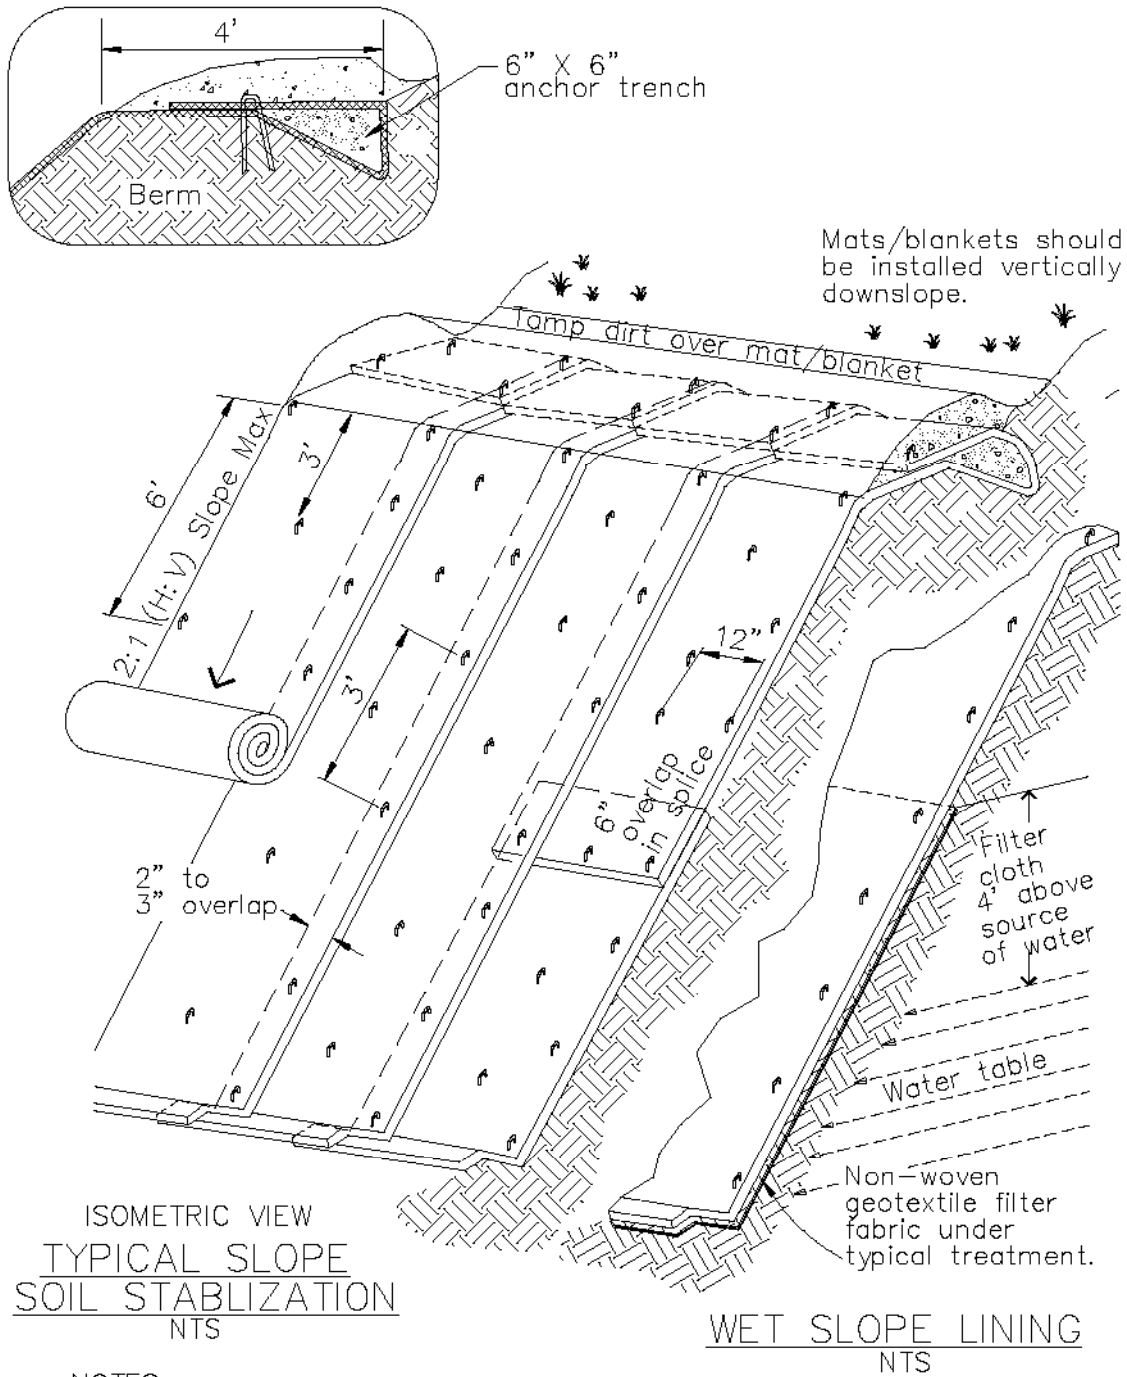 4'
6" X 6"
anchor trench
Berm
Mats/blankets should
be installed vertically
downslope.
Tamp dirt over mat/blanket
6'
2:1 (H:V) Slope Max
3'
12"
3'
6"
overlap
in splice
2" to
3" overlap
Filter
cloth
4' above
source
of water
Water table
Non-woven
geotextile filter
fabric under
typical treatment.
ISOMETRIC VIEW
TYPICAL SLOPE
SOIL STABLIZATION
NTS
WET SLOPE LINING
NTS